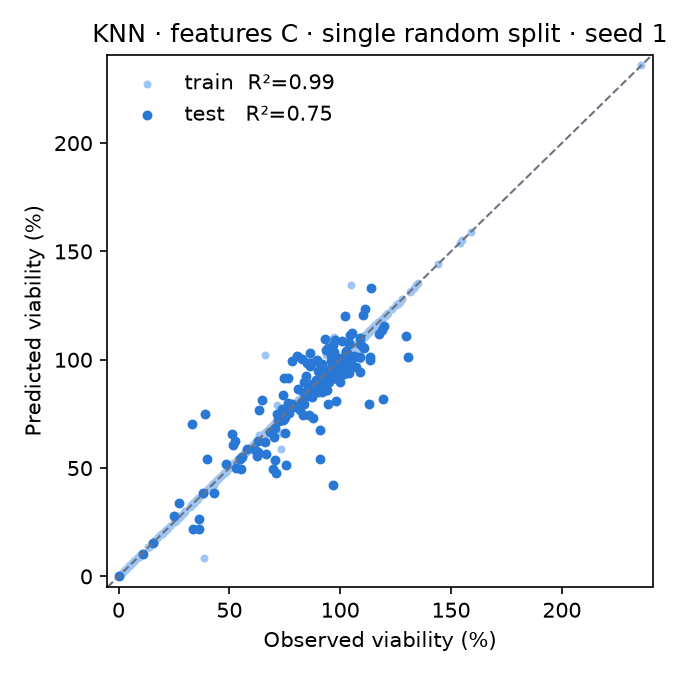 KNN · features C · single random split · seed 1
train R²=0.99
test R²=0.75
200
150
100
50
0
Predicted viability (%)
0 50 100 150 200
Observed viability (%)